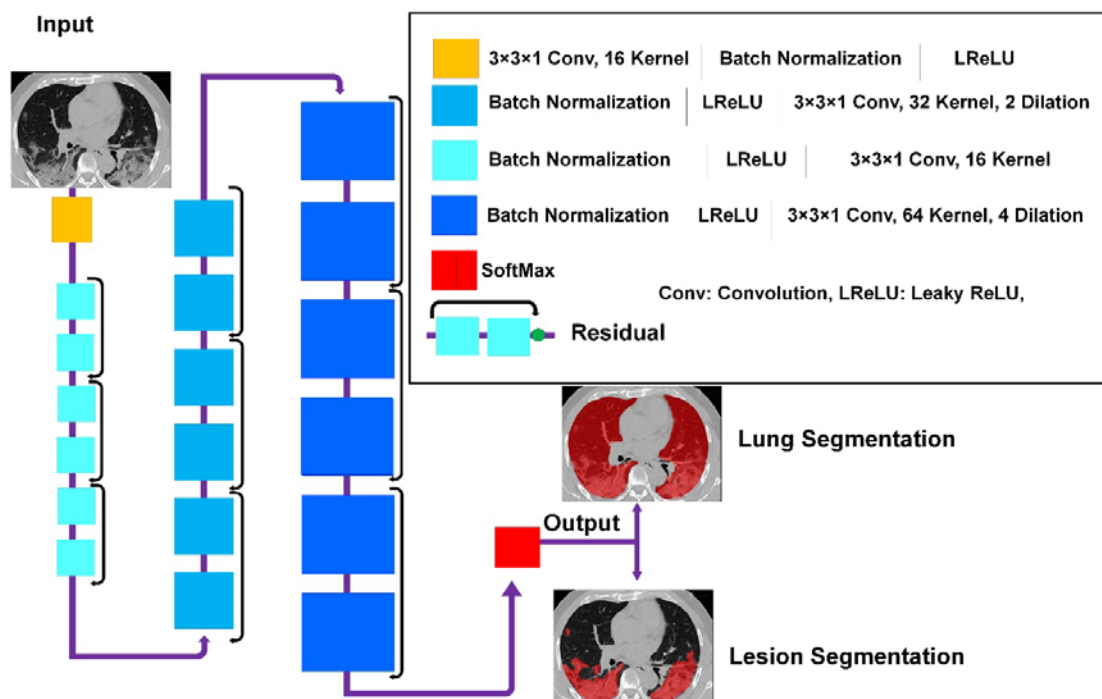 Input
3×3×1 Conv, 16 Kernel | Batch Normalization | LReLU
Batch Normalization | LReLU | 3×3×1 Conv, 32 Kernel, 2 Dilation
Batch Normalization | LReLU | 3×3×1 Conv, 16 Kernel
Batch Normalization LReLU | 3×3×1 Conv, 64 Kernel, 4 Dilation
SoftMax
Conv: Convolution, LReLU: Leaky ReLU,
Residual
Lung Segmentation
Output
Lesion Segmentation